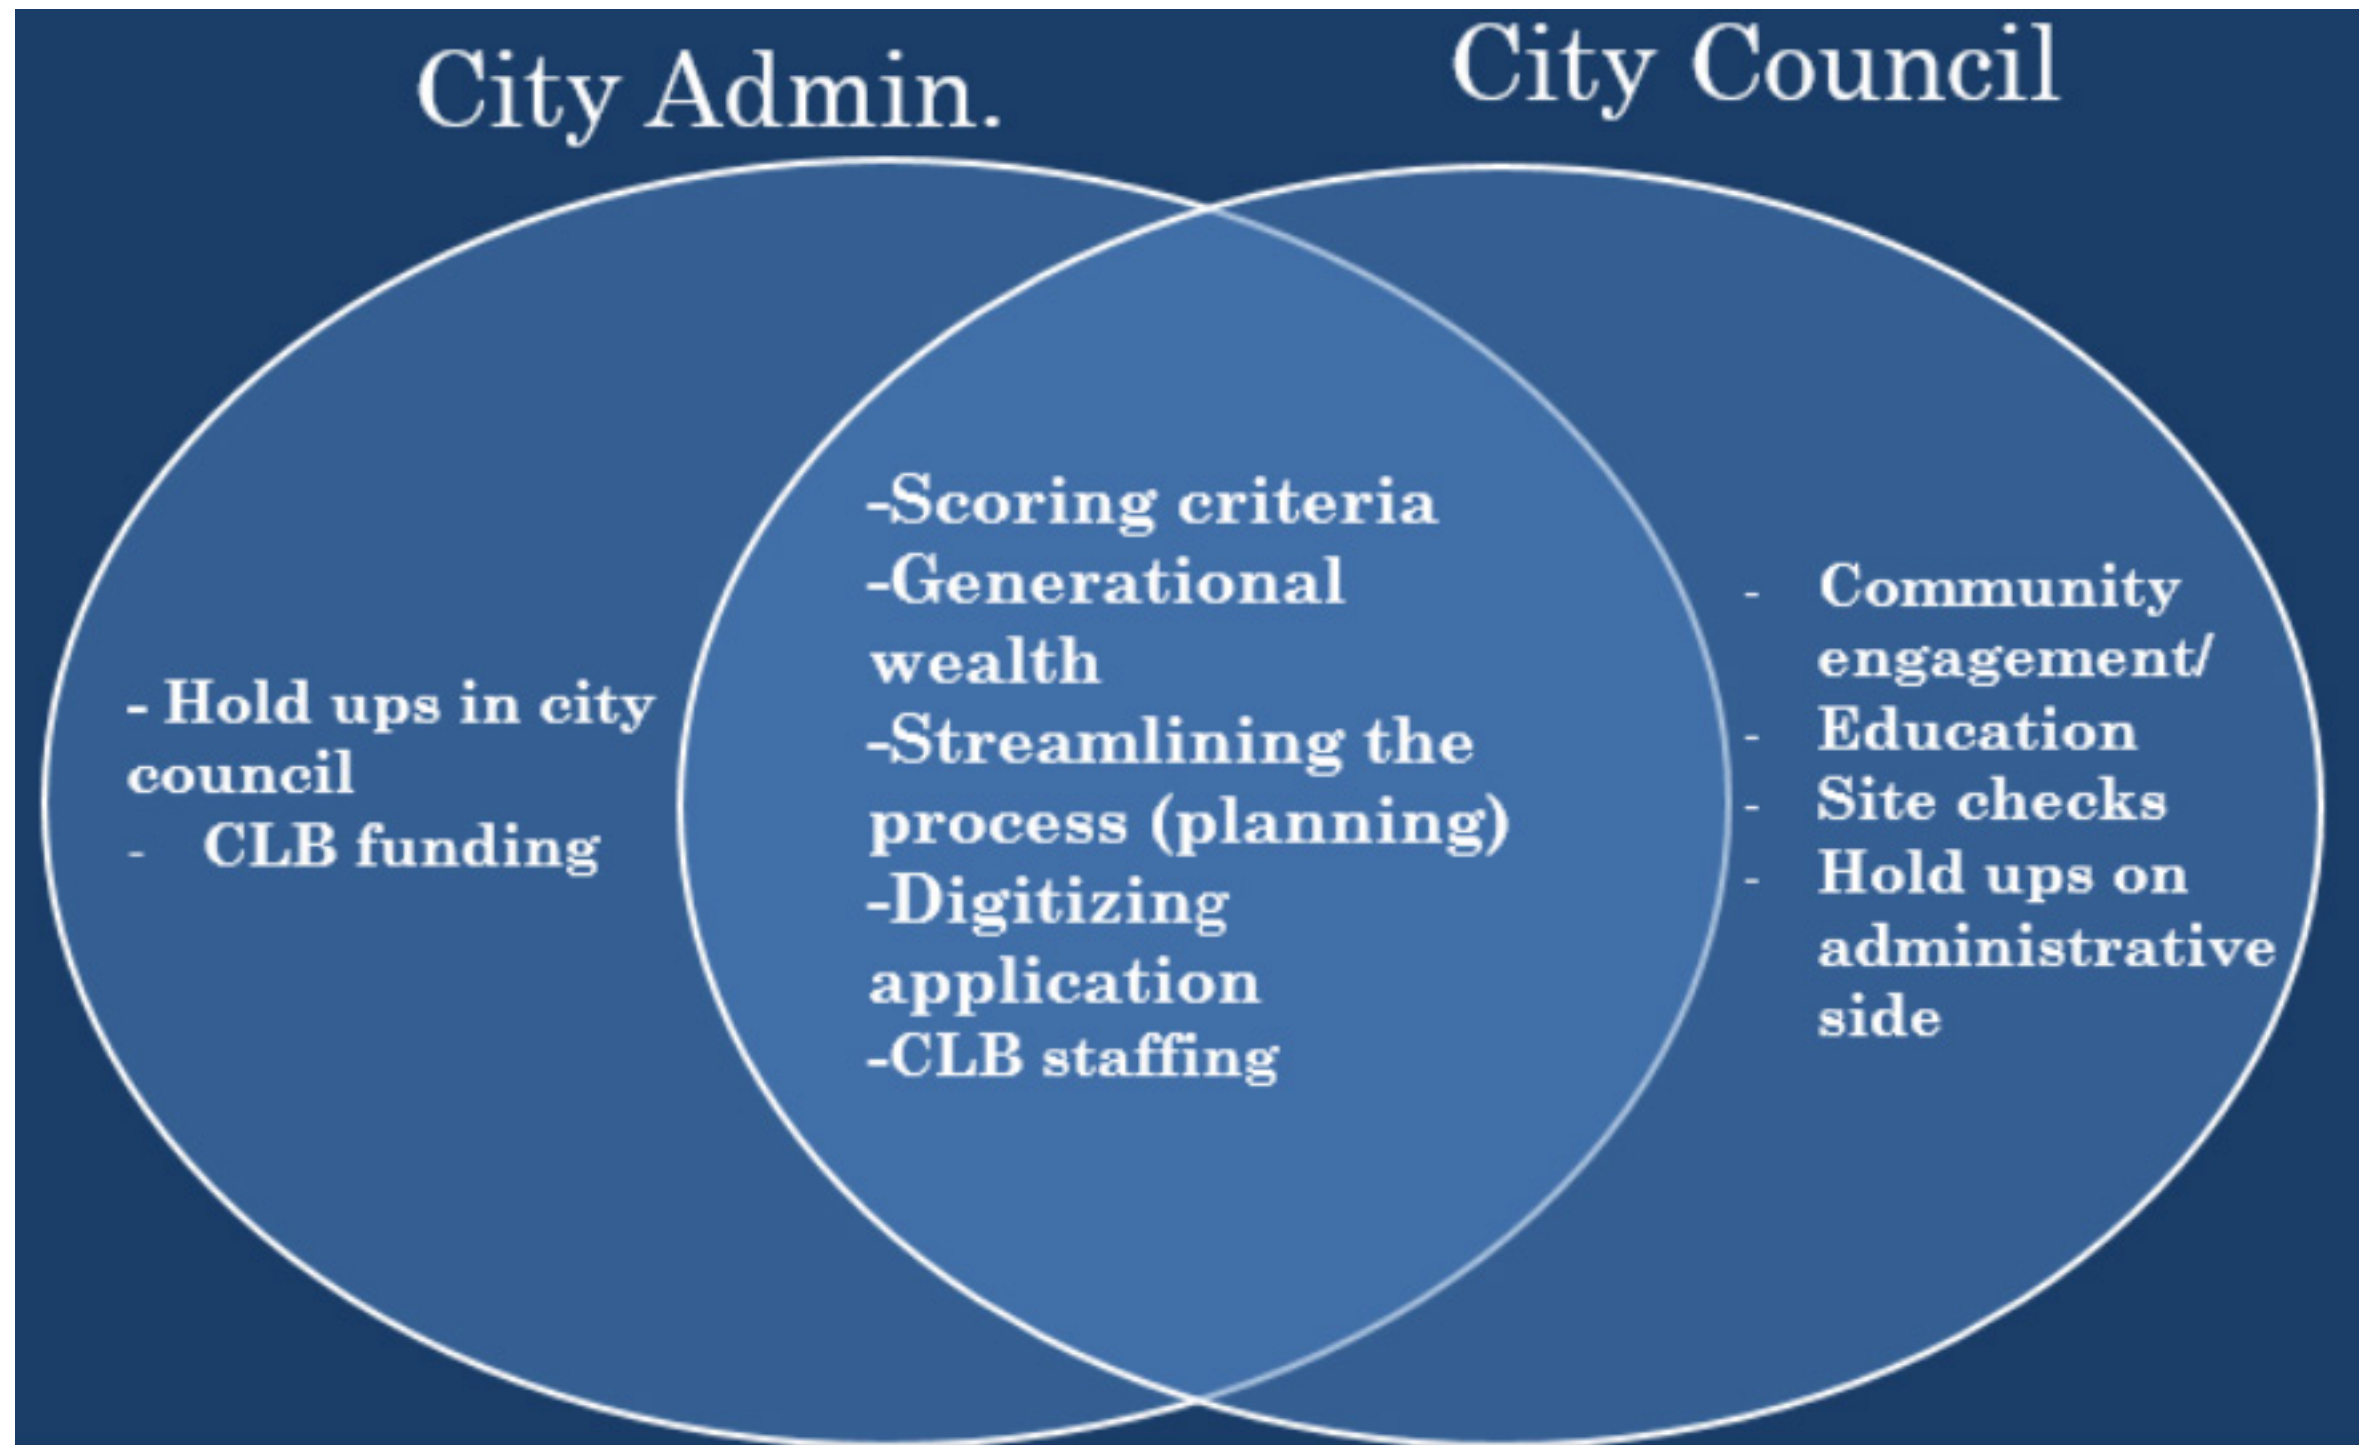 City Admin.
City Council
- Hold ups in city
council
- CLB funding
-Scoring criteria
-Generational
wealth
-Streamlining the
process (planning)
-Digitizing
application
-CLB staffing
- Community
engagement/
- Education
- Site checks
- Hold ups on
administrative
side